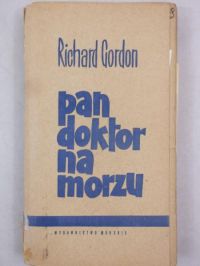 Richard Gordon
pan
doktor
na
morzu
WYDAWNICTWO MORSKIE